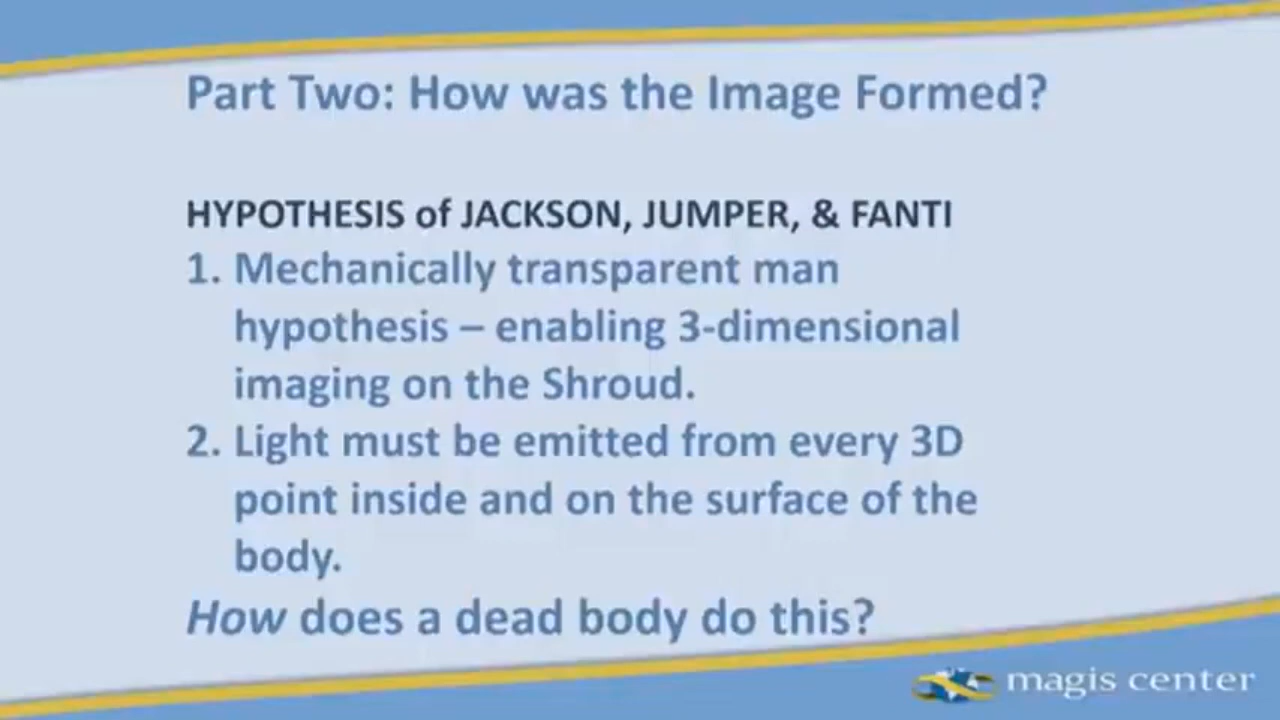 Part Two: How was the Image Formed?
HYPOTHESIS of JACKSON, JUMPER, & FANTI
1. Mechanically transparent man
hypothesis – enabling 3-dimensional
imaging on the Shroud.
2. Light must be emitted from every 3D
point inside and on the surface of the
body.
How does a dead body do this?
magis center